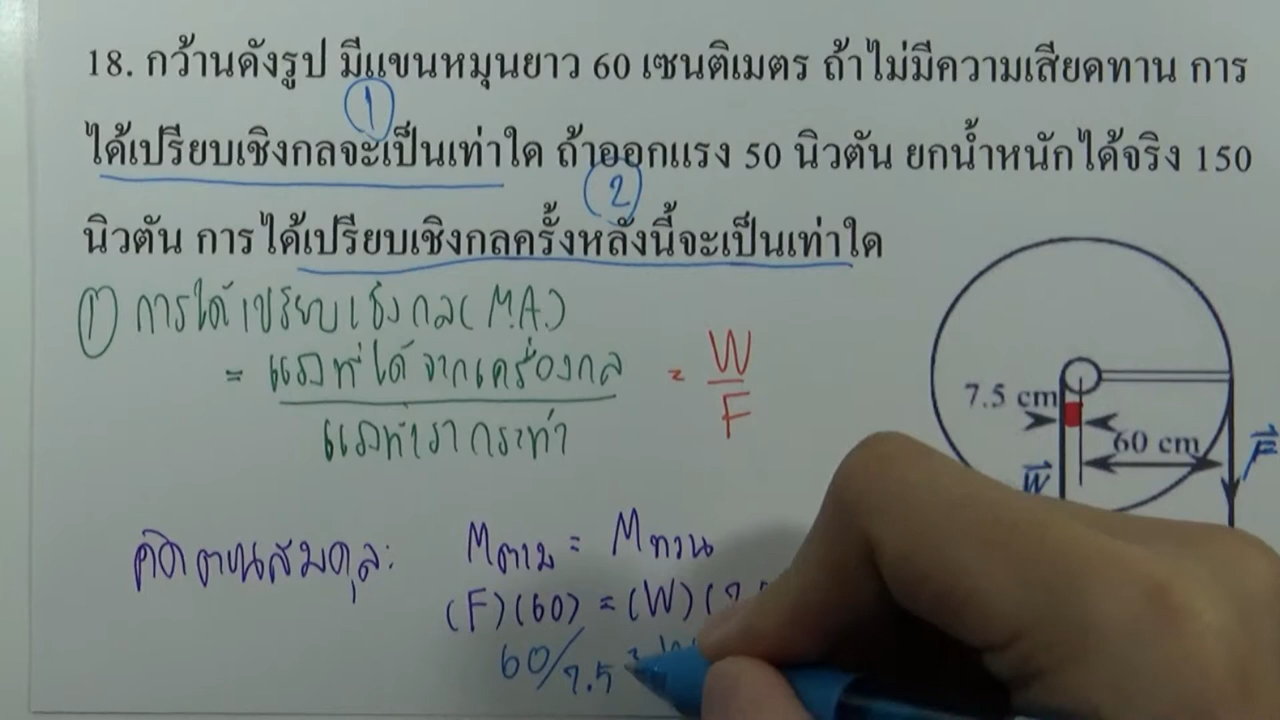 18. กว้านดังรูป มีแขนหมุนยาว 60 เซนติเมตร ถ้าไม่มีความเสียดทาน การ
1
ได้เปรียบเชิงกลจะเป็นเท่าใด ถ้าออกแรง 50 นิวตัน ยกน้ำหนักได้จริง 150
2
นิวตัน การได้เปรียบเชิงกลครั้งหลังนี้จะเป็นเท่าใด
1 การได้เปรียบเชิงกล (M.A.)
= แรงที่ได้จากเครื่องกล = W
แรงที่เรากระทำ F
7.5 cm
60 cm
W F
คิดตอนสมดุล: Mตาม = Mทวน
(F)(60) = (W)(7.5
60/7.5 =